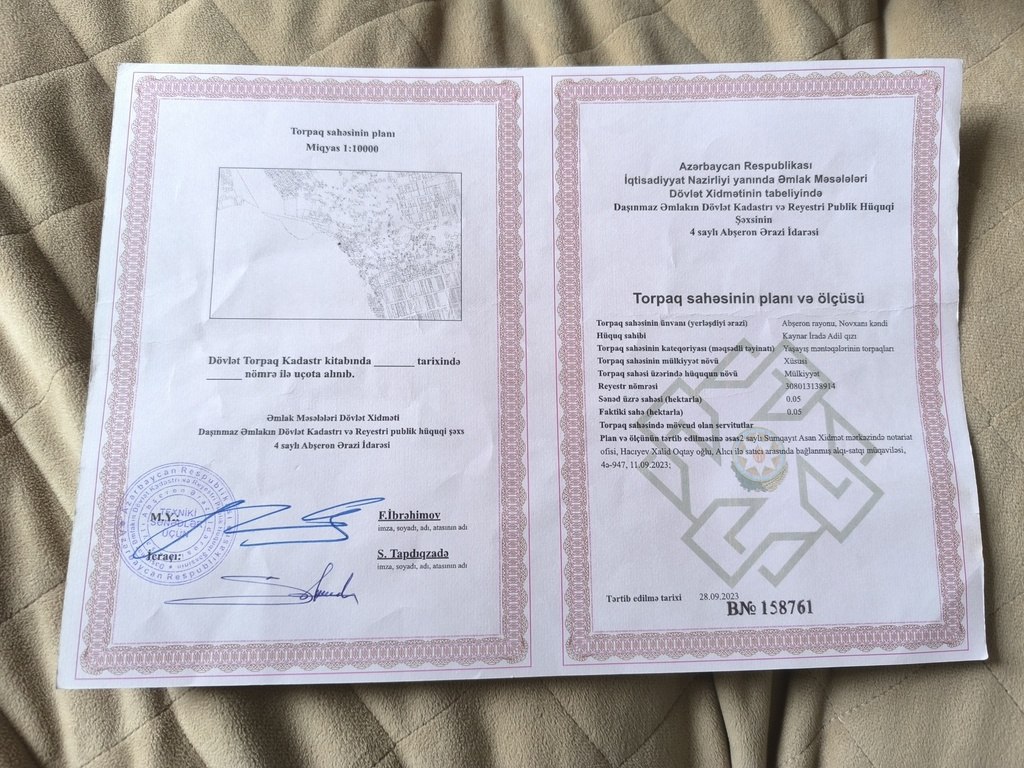 Torpaq sahəsinin planı
Miqyas 1:10000
Dövlət Torpaq Kadastr kitabında _______ tarixində
______ nömrə ilə uçota alınıb.
Əmlak Məsələləri Dövlət Xidməti
Daşınmaz Əmlakın Dövlət Kadastrı və Reyestri publik hüquqi şəxs
4 saylı Abşeron Ərazi İdarəsi
M.Y.:
TEXNİKİ
SƏNƏDLƏR
ÜÇÜN
F.İbrəhimov
imza, soyadı, adı, atasının adı
İcraçı:
S. Tapdıqzadə
imza, soyadı, adı, atasının adı
Azərbaycan Respublikası
İqtisadiyyat Nazirliyi yanında Əmlak Məsələləri
Dövlət Xidmətinin tabeliyində
Daşınmaz Əmlakın Dövlət Kadastrı və Reyestri Publik Hüquqi
Şəxsinin
4 saylı Abşeron Ərazi İdarəsi
Torpaq sahəsinin planı və ölçüsü
Torpaq sahəsinin ünvanı (yerləşdiyi ərazi) Abşeron rayonu, Novxanı kəndi
Hüquq sahibi Kaynar İradə Adil qızı
Torpaq sahəsinin kateqoriyası (məqsədli təyinatı) Yaşayış məntəqələrinin torpaqları
Torpaq sahəsinin mülkiyyət növü Xüsusi
Torpaq sahəsi üzərində hüququn növü Mülkiyyət
Reyestr nömrəsi 308013138914
Sənəd üzrə sahəsi (hektarla) 0.05
Faktiki sahə (hektarla) 0.05
Torpaq sahəsində mövcud olan servitutlar
Plan və ölçünün tərtib edilməsinə əsas2 saylı Sumqayıt Asan Xidmət mərkəzində notariat
ofisi, Hacıyev Xalid Oqtay oğlu, Alıcı ilə satıcı arasında bağlanmış alqı-satqı müqaviləsi,
4ə-947, 11.09.2023;
Tərtib edilmə tarixi 28.09.2023
BN№ 158761